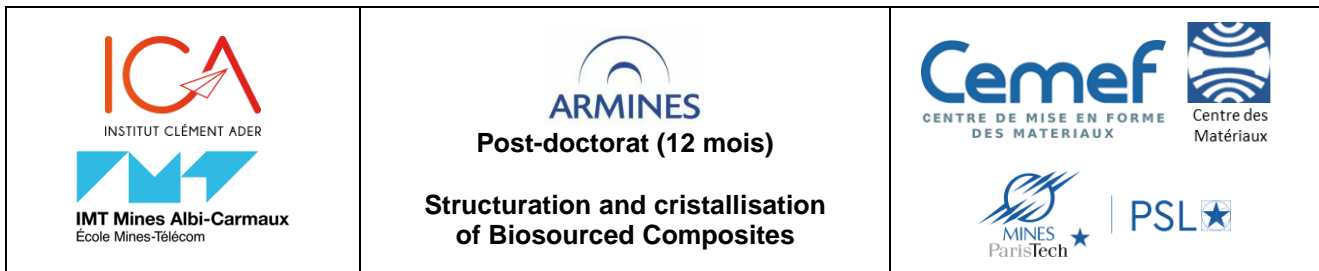 ICA
INSTITUT CLÉMENT ADER
IMT Mines Albi-Carmaux
École Mines-Télécom
ARMINES
Post-doctorat (12 mois)
Structuration and cristallisation
of Biosourced Composites
Cemef
CENTRE DE MISE EN FORME
DES MATERIAUX
Centre des
Matériaux
MINES
ParisTech
PSL